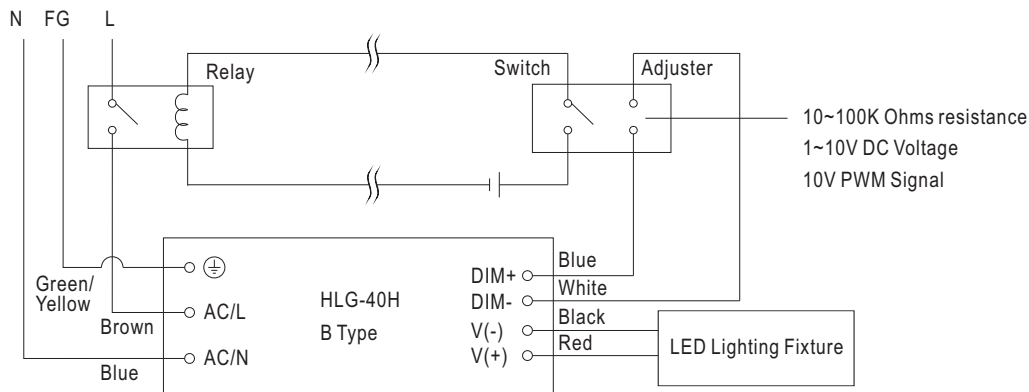 N FG L
Relay
Switch
Adjuster
10~100K Ohms resistance
1~10V DC Voltage
10V PWM Signal
Green/
Yellow
Brown
Blue
AC/L
AC/N
HLG-40H
B Type
DIM+
DIM-
V(-)
V(+)
Blue
White
Black
Red
LED Lighting Fixture